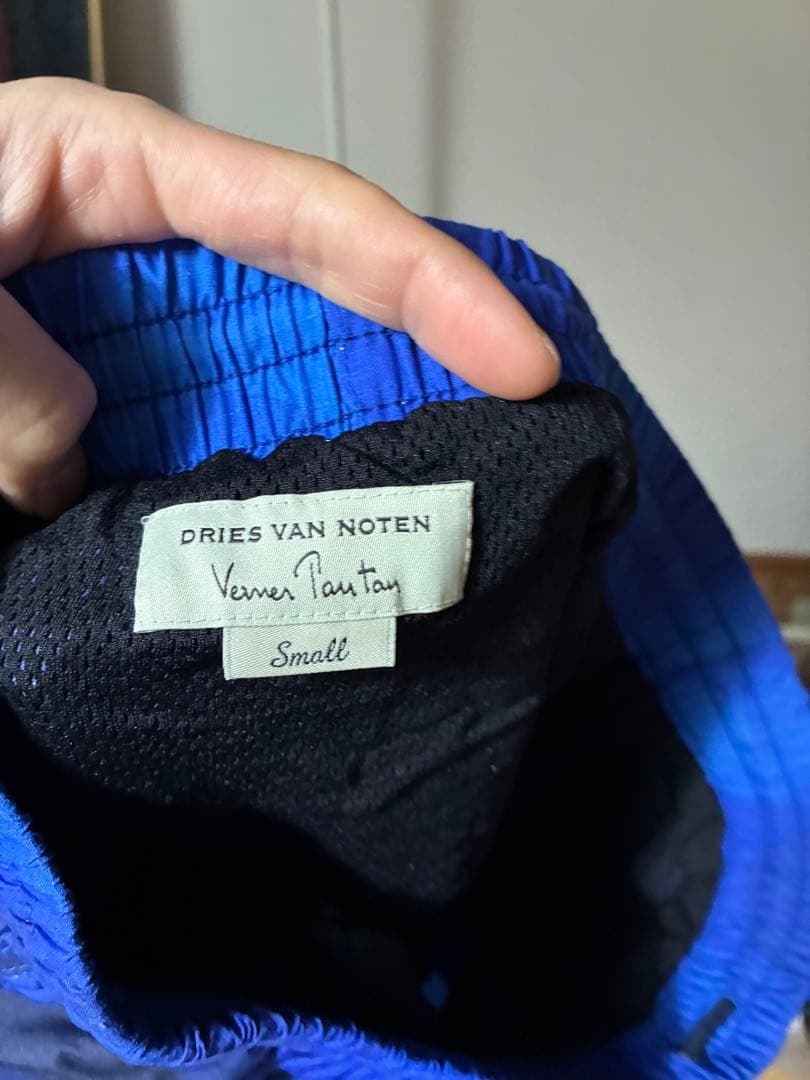 DRIES VAN NOTEN
Verner Panton
Small